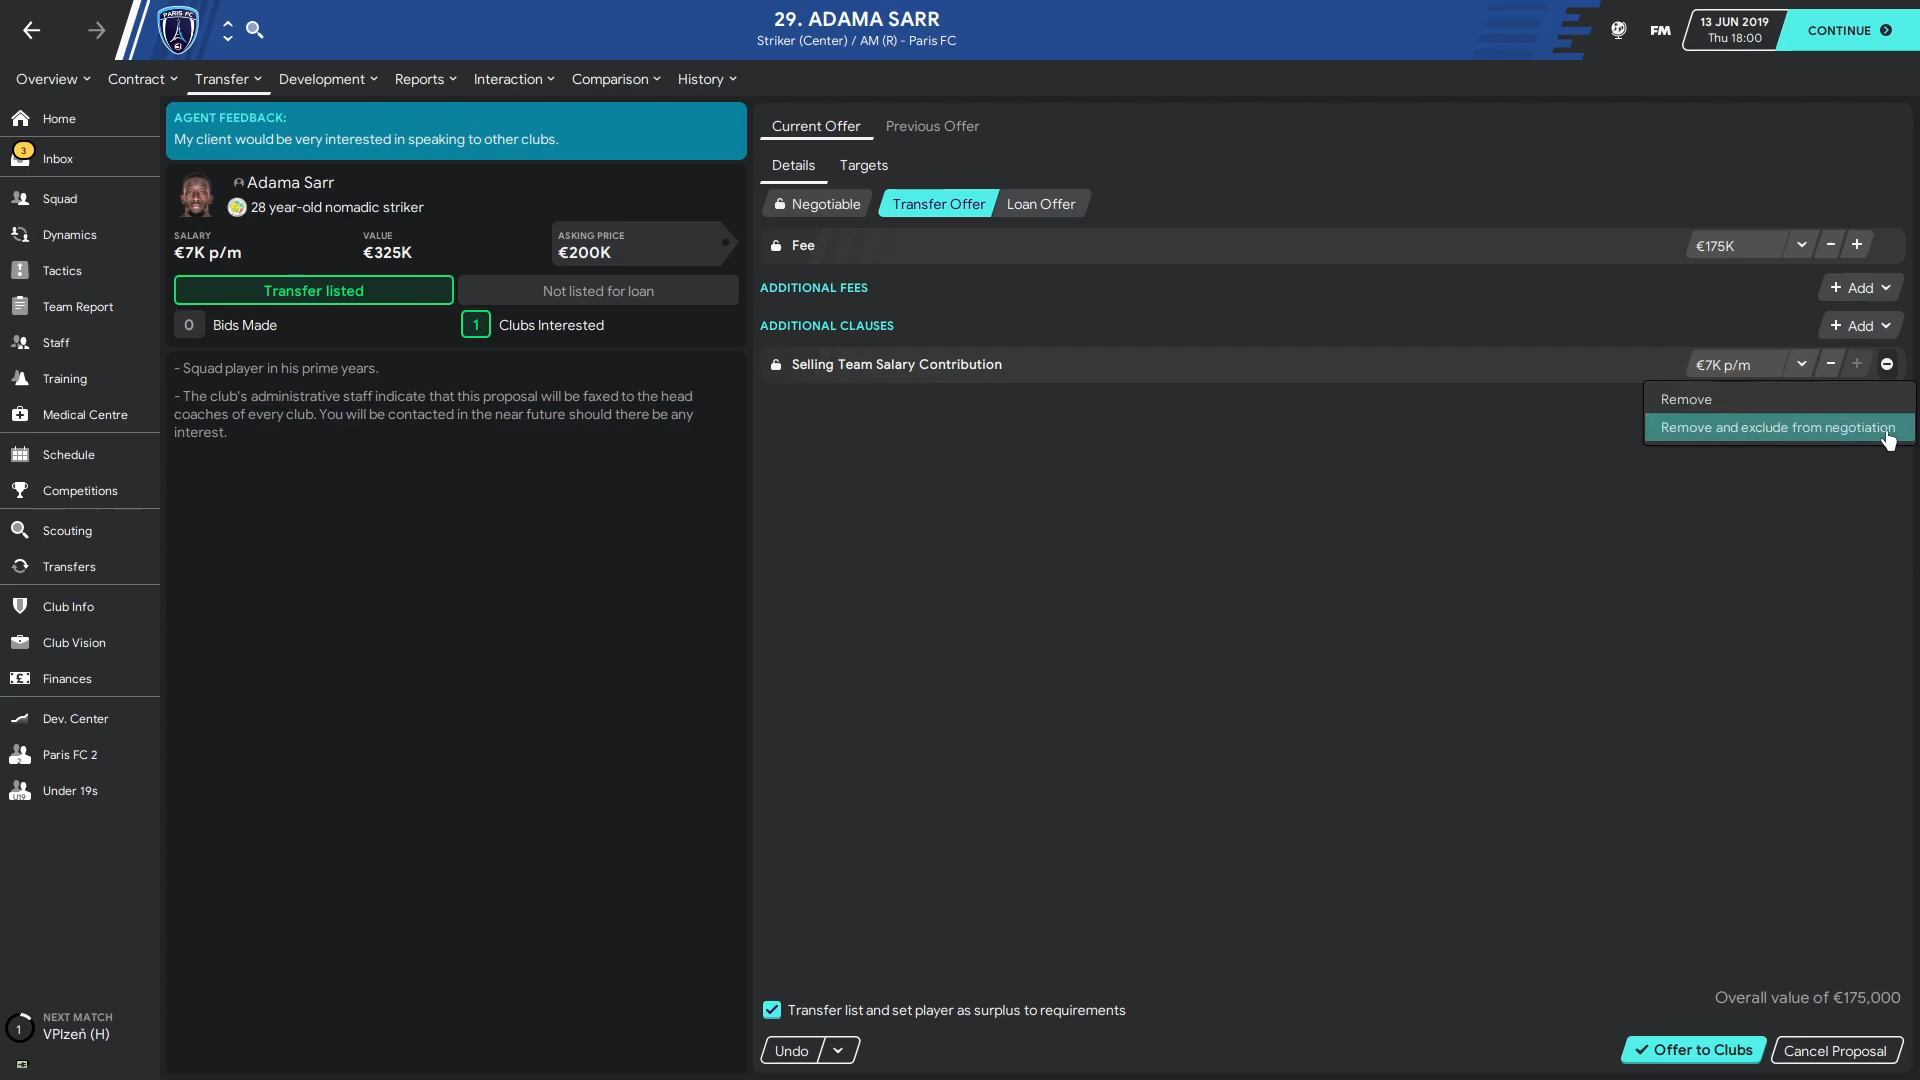 PARIS FC
29. ADAMA SARR
Striker (Center) / AM (R) - Paris FC
FM
13 JUN 2019
Thu 18:00
CONTINUE
Overview
Contract
Transfer
Development
Reports
Interaction
Comparison
History
Home
3
Inbox
Squad
Dynamics
Tactics
Team Report
Staff
Training
Medical Centre
Schedule
Competitions
Scouting
Transfers
Club Info
Club Vision
Finances
Dev. Center
2
Paris FC 2
U19
Under 19s
NEXT MATCH
1
VPlzeň (H)
AGENT FEEDBACK:
My client would be very interested in speaking to other clubs.
Adama Sarr
28 year-old nomadic striker
SALARY
€7K p/m
VALUE
€325K
ASKING PRICE
€200K
Transfer listed
Not listed for loan
0 Bids Made
1 Clubs Interested
- Squad player in his prime years.
- The club's administrative staff indicate that this proposal will be faxed to the head
coaches of every club. You will be contacted in the near future should there be any
interest.
Current Offer
Previous Offer
Details
Targets
Negotiable
Transfer Offer
Loan Offer
Fee
€175K
ADDITIONAL FEES
+ Add
ADDITIONAL CLAUSES
+ Add
Selling Team Salary Contribution
€7K p/m
Remove
Remove and exclude from negotiation
Overall value of €175,000
Transfer list and set player as surplus to requirements
Undo
Offer to Clubs
Cancel Proposal